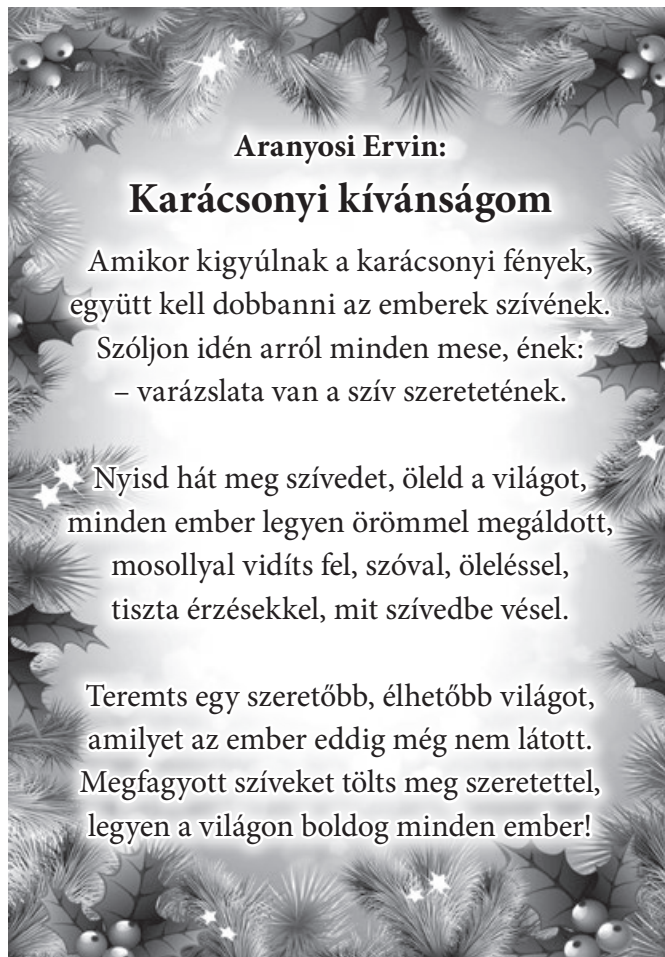 Aranyosi Ervin:
Karácsonyi kívánságom
Amikor kigyúlnak a karácsonyi fények,
együtt kell dobbanni az emberek szívének.
Szóljon idén arról minden mese, ének:
– varázslata van a szív szeretetének.
Nyisd hát meg szívedet, öleld a világot,
minden ember legyen örömmel megáldott,
mosollyal vidíts fel, szóval, öleléssel,
tiszta érzésekkel, mit szívedbe vésel.
Teremts egy szeretőbb, élhetőbb világot,
amilyet az ember eddig még nem látott.
Megfagyott szíveket tölts meg szeretettel,
legyen a világon boldog minden ember!